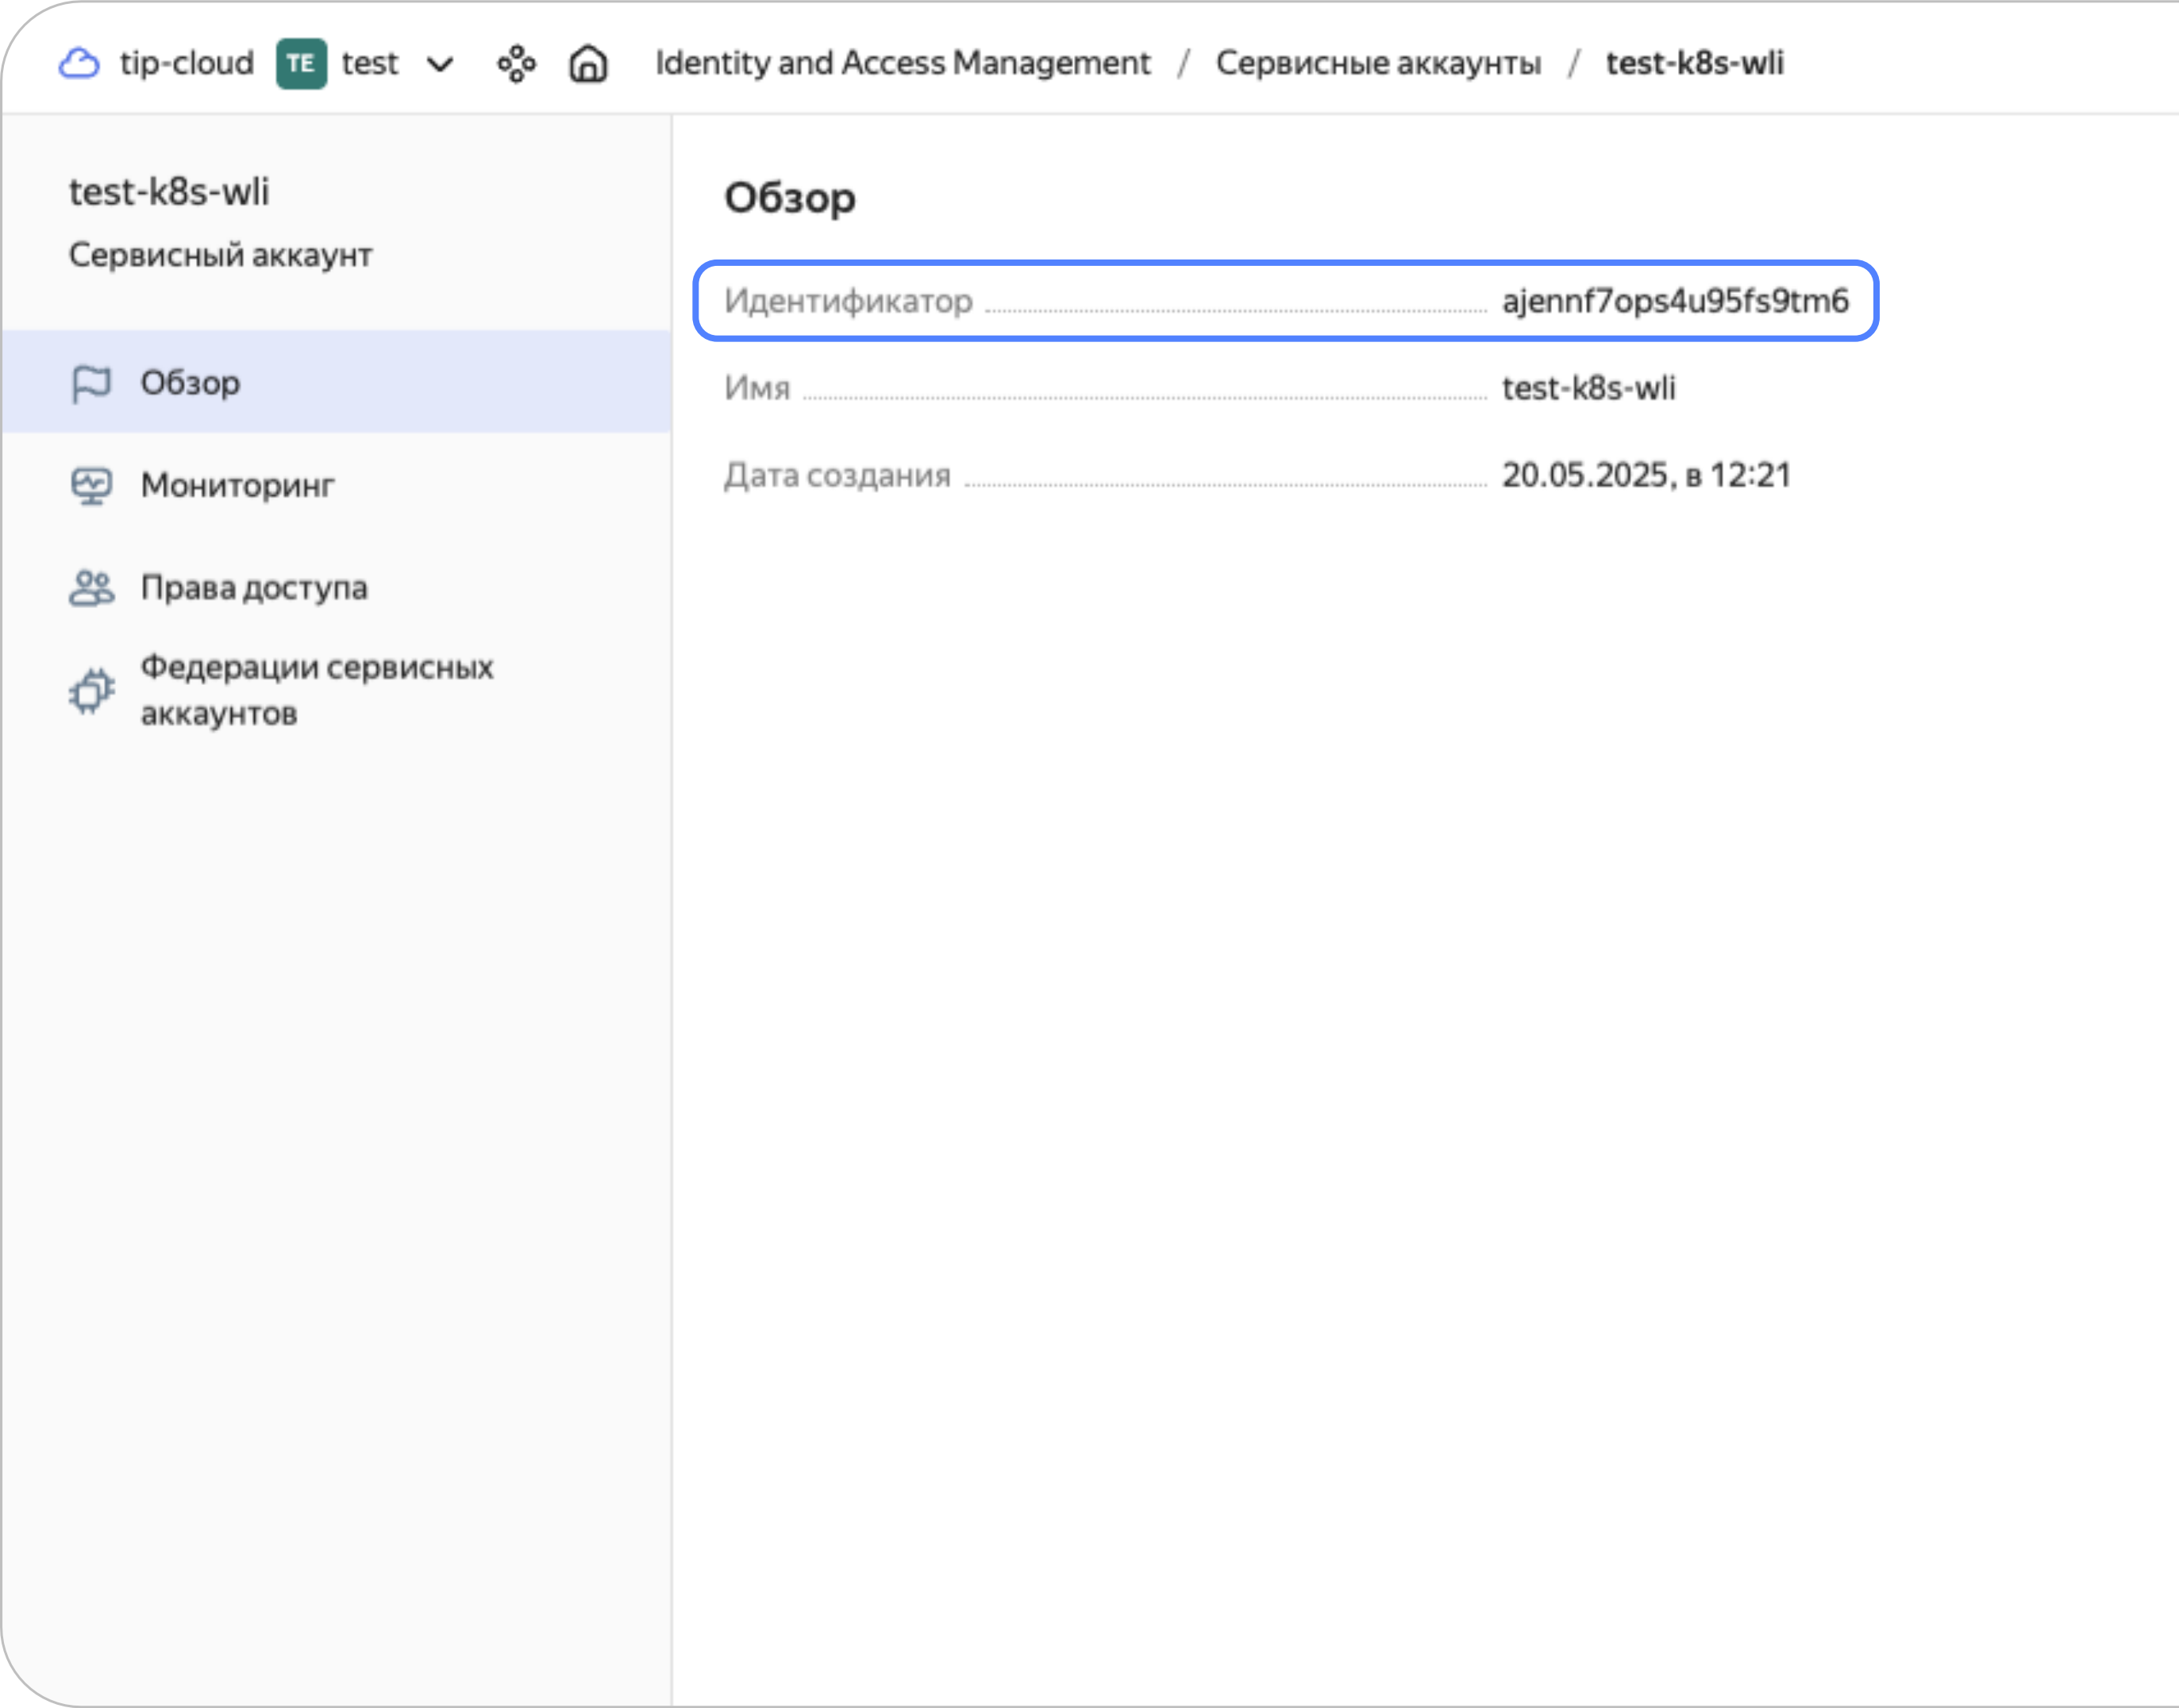 tip-cloud TE test Identity and Access Management / Сервисные аккаунты / test-k8s-wli
test-k8s-wli
Сервисный аккаунт
Обзор
Мониторинг
Права доступа
Федерации сервисных
аккаунтов
Обзор
Идентификатор ajennf7ops4u95fs9tm6
Имя test-k8s-wli
Дата создания 20.05.2025, в 12:21